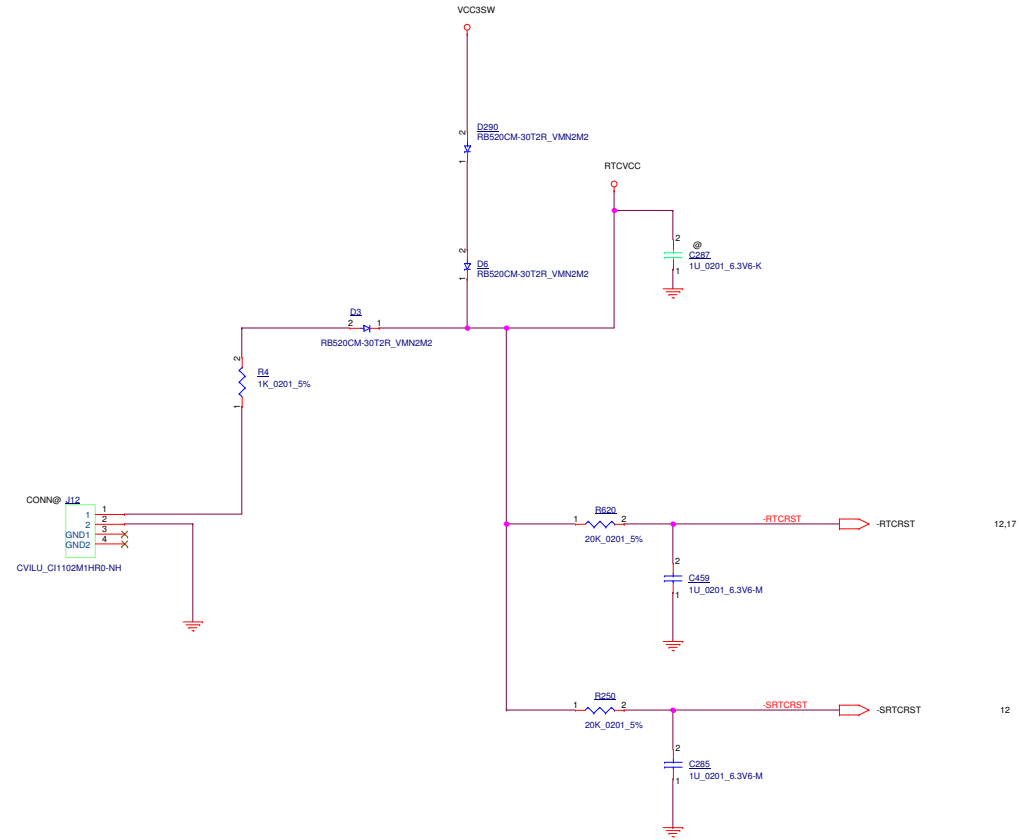 VCC3SW
2
D290
RB520CM-30T2R_VMN2M2
1
RTCVCC
2
D6
RB520CM-30T2R_VMN2M2
1
2
@
C287
1U_0201_6.3V6-K
1
D3
2
1
RB520CM-30T2R_VMN2M2
2
R4
1K_0201_5%
1
CONN@ J12
1 1
2 2
GND1 3
GND2 4
CVILU_CI1102M1HR0-NH
R620
1
2
20K_0201_5%
-RTCRST
-RTCRST
12,17
2
C459
1U_0201_6.3V6-M
1
R250
1
2
20K_0201_5%
-SRTCRST
-SRTCRST
12
2
C285
1U_0201_6.3V6-M
1